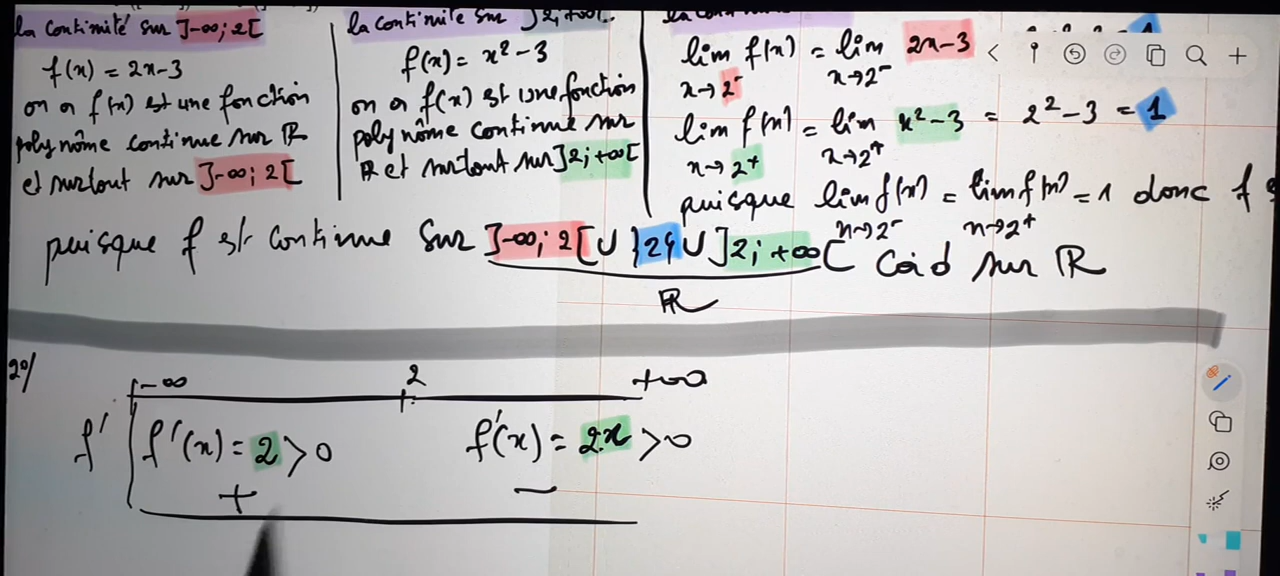 la continuité sur ]-∞; 2[
f(x) = 2x-3
on a f(x) est une fonction
polynôme continue sur ℝ
et surtout sur ]-∞; 2[
la continuité sur ]2; +∞[
f(x) = x² - 3
on a f(x) est une fonction
polynôme continue sur
ℝ et surtout sur ]2; +∞[
lim f(x) = lim 2x-3
x→2⁻ x→2⁻
lim f(x) = lim x²-3 = 2²-3 = 1
x→2⁺ x→2⁺
puisque lim f(x) = lim f(x) = 1 donc f
x→2⁻ x→2⁺
puisque f est continue sur ]-∞; 2[ ∪ {2} ∪ ]2; +∞[ càd sur ℝ
ℝ
2°/
-∞ 2 +∞
f' f'(x) = 2 > 0 f'(x) = 2x > 0
+ -